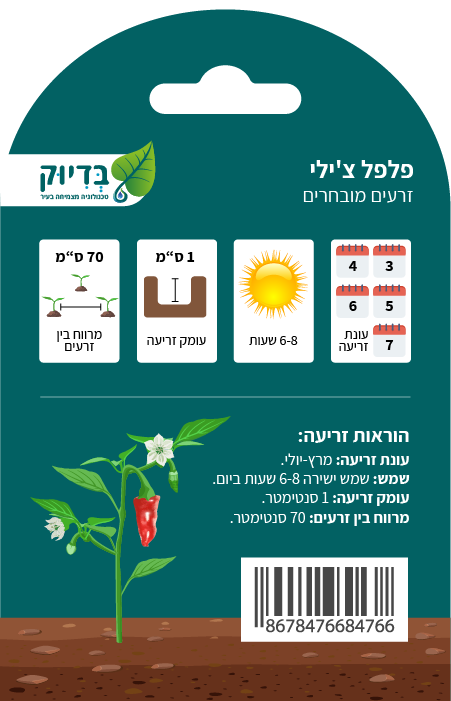 פלפל צ'ילי
זרעים מובחרים
בְּדִיוּק
טכנולוגיה מצמיחה בעיר
3
4
5
6
7
עונת
זריעה
6-8 שעות
1 ס"מ
עומק זריעה
70 ס"מ
מרווח בין
זרעים
הוראות זריעה:
עונת זריעה: מרץ-יולי.
שמש: שמש ישירה 6-8 שעות ביום.
עומק זריעה: 1 סנטימטר.
מרווח בין זרעים: 70 סנטימטר.
8678476684766